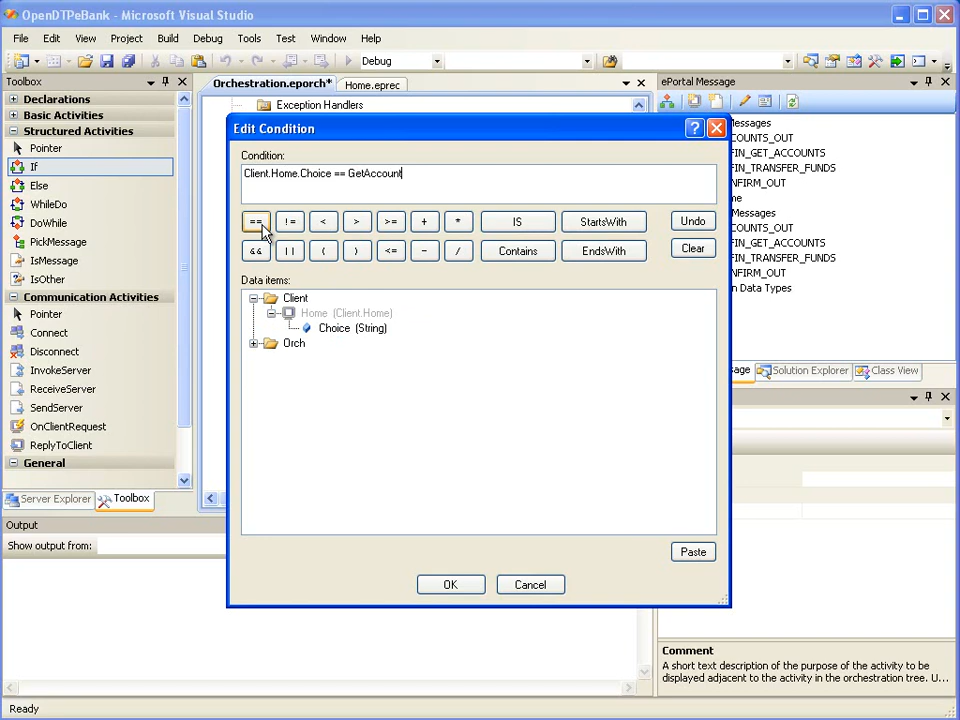 OpenDTPeBank - Microsoft Visual Studio
File Edit View Project Build Debug Tools Test Window Help
Debug
Toolbox
Orchestration.eporch* Home.eprec
ePortal Message
Declarations
Basic Activities
Structured Activities
Pointer
If
Else
WhileDo
DoWhile
PickMessage
IsMessage
IsOther
Communication Activities
Pointer
Connect
Disconnect
InvokeServer
ReceiveServer
SendServer
OnClientRequest
ReplyToClient
General
Server Explorer Toolbox
Exception Handlers
Edit Condition
Condition:
Client.Home.Choice == GetAccount
== != < > >= + * IS StartsWith Undo
&& || ( ) <= - / Contains EndsWith Clear
Data items:
Client
Home (Client.Home)
Choice (String)
Orch
Paste
OK Cancel
essages
COUNTS_OUT
FIN_GET_ACCOUNTS
FIN_TRANSFER_FUNDS
FIRM_OUT
me
Messages
COUNTS_OUT
FIN_GET_ACCOUNTS
FIN_TRANSFER_FUNDS
FIRM_OUT
n Data Types
sage Solution Explorer Class View
Output
Show output from:
Comment
A short text description of the purpose of the activity to be
displayed adjacent to the activity in the orchestration tree. U...
Ready